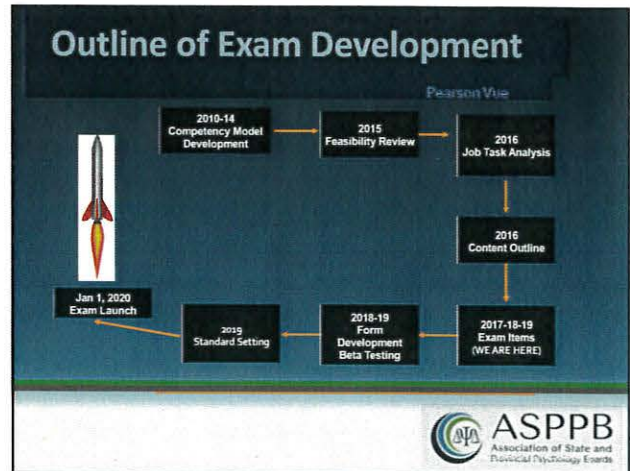 Outline of Exam Development
Pearson Vue
2010-14
Competency Model
Development
2015
Feasibility Review
2016
Job Task Analysis
2016
Content Outline
2017-18-19
Exam Items
(WE ARE HERE)
2018-19
Form
Development
Beta Testing
2019
Standard Setting
Jan 1, 2020
Exam Launch
ΑΨΔ
ASPPB
Association of State and
Provincial Psychology Boards